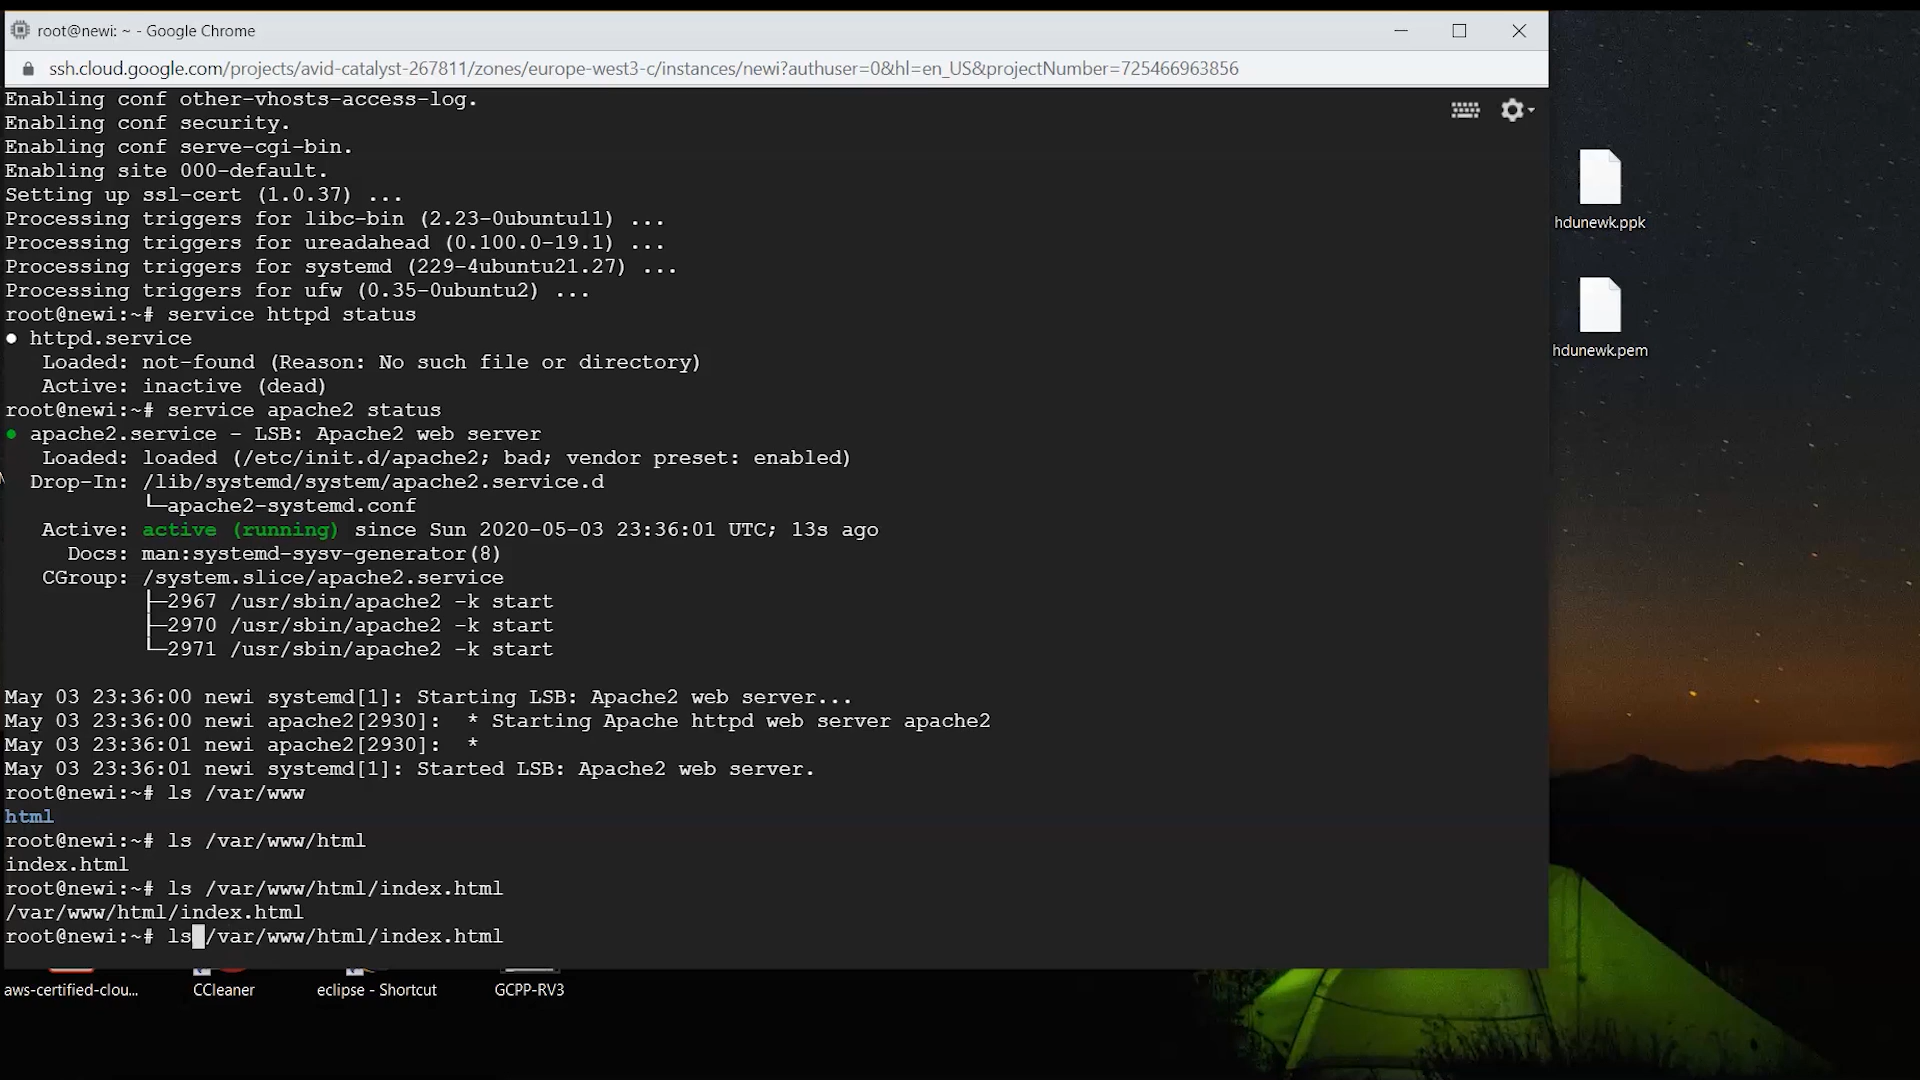 root@newi: ~ - Google Chrome
ssh.cloud.google.com/projects/avid-catalyst-267811/zones/europe-west3-c/instances/newi?authuser=0&hl=en_US&projectNumber=725466963856
Enabling conf other-vhosts-access-log.
Enabling conf security.
Enabling conf serve-cgi-bin.
Enabling site 000-default.
Setting up ssl-cert (1.0.37) ...
Processing triggers for libc-bin (2.23-0ubuntu11) ...
Processing triggers for ureadahead (0.100.0-19.1) ...
Processing triggers for systemd (229-4ubuntu21.27) ...
Processing triggers for ufw (0.35-0ubuntu2) ...
root@newi:~# service httpd status
● httpd.service
   Loaded: not-found (Reason: No such file or directory)
   Active: inactive (dead)
root@newi:~# service apache2 status
● apache2.service - LSB: Apache2 web server
   Loaded: loaded (/etc/init.d/apache2; bad; vendor preset: enabled)
  Drop-In: /lib/systemd/system/apache2.service.d
           └─apache2-systemd.conf
   Active: active (running) since Sun 2020-05-03 23:36:01 UTC; 13s ago
     Docs: man:systemd-sysv-generator(8)
   CGroup: /system.slice/apache2.service
           ├─2967 /usr/sbin/apache2 -k start
           ├─2970 /usr/sbin/apache2 -k start
           └─2971 /usr/sbin/apache2 -k start
May 03 23:36:00 newi systemd[1]: Starting LSB: Apache2 web server...
May 03 23:36:00 newi apache2[2930]:  * Starting Apache httpd web server apache2
May 03 23:36:01 newi apache2[2930]:  *
May 03 23:36:01 newi systemd[1]: Started LSB: Apache2 web server.
root@newi:~# ls /var/www
html
root@newi:~# ls /var/www/html
index.html
root@newi:~# ls /var/www/html/index.html
/var/www/html/index.html
root@newi:~# ls /var/www/html/index.html
hdunewk.ppk
hdunewk.pem
aws-certified-clou...
CCleaner
eclipse - Shortcut
GCPP-RV3